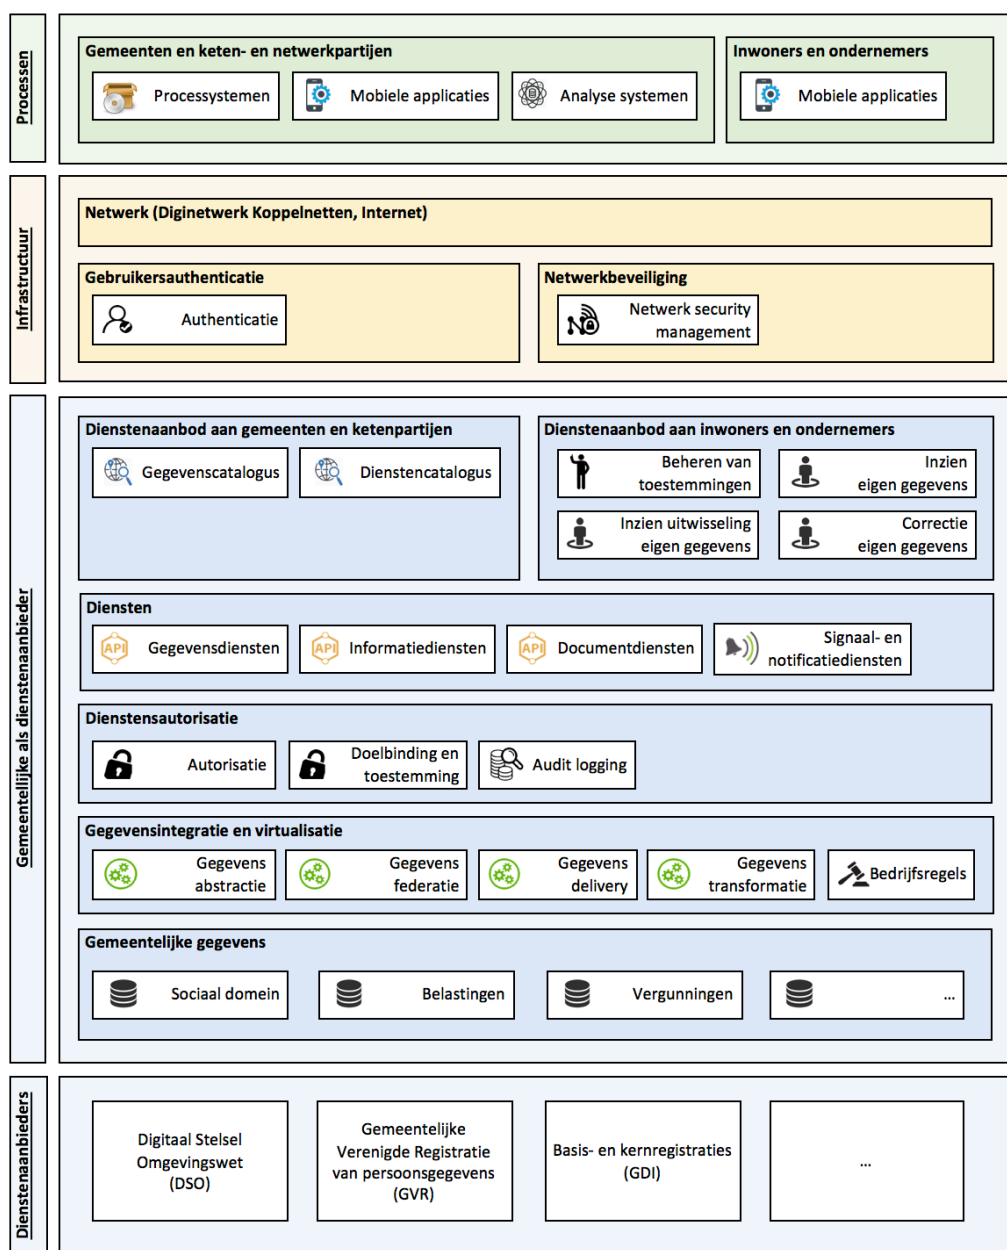 Processen
Gemeenten en keten- en netwerkpartijen
Processystemen
Mobiele applicaties
Analyse systemen
Inwoners en ondernemers
Mobiele applicaties
Infrastructuur
Netwerk (Diginetwerk Koppelnetten, Internet)
Gebruikersauthenticatie
Authenticatie
Netwerkbeveiliging
Netwerk security
management
Gemeentellijke als dienstenaanbieder
Dienstenaanbod aan gemeenten en ketenpartijen
Gegevenscatalogus
Dienstencatalogus
Dienstenaanbod aan inwoners en ondernemers
Beheren van
toestemmingen
Inzien
eigen gegevens
Inzien uitwisseling
eigen gegevens
Correctie
eigen gegevens
Diensten
API
Gegevensdiensten
API
Informatiediensten
API
Documentdiensten
Signaal- en
notificatiediensten
Dienstensautorisatie
Autorisatie
Doelbinding en
toestemming
Audit logging
Gegevensintegratie en virtualisatie
Gegevens
abstractie
Gegevens
federatie
Gegevens
delivery
Gegevens
transformatie
Bedrijfsregels
Gemeentelijke gegevens
Sociaal domein
Belastingen
Vergunningen
...
Dienstenaanbieders
Digitaal Stelsel
Omgevingswet
(DSO)
Gemeentelijke
Verenigde Registratie
van persoonsgegevens
(GVR)
Basis- en kernregistraties
(GDI)
...